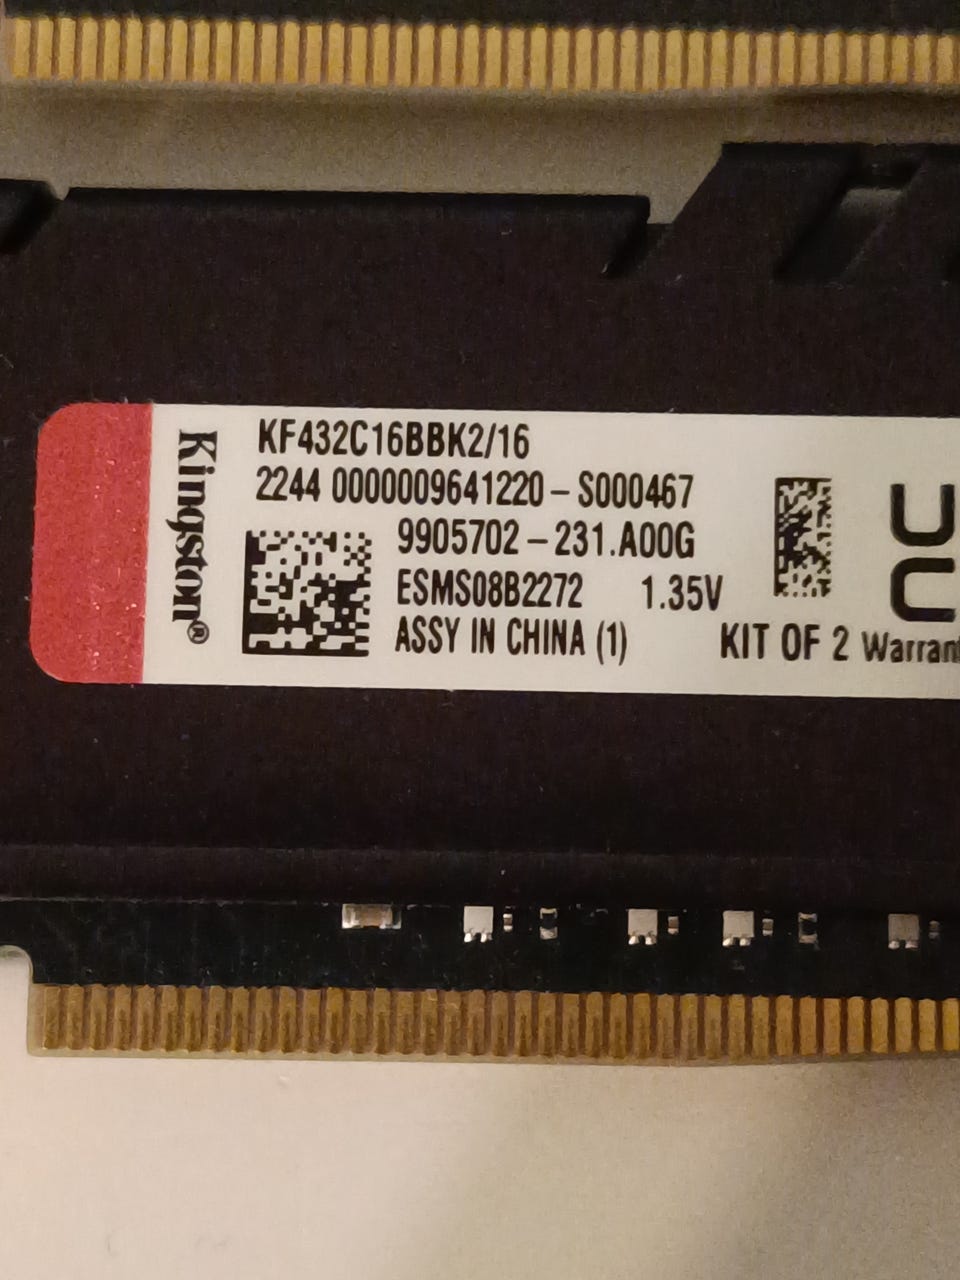 Kingston®
KF432C16BBK2/16
2244 0000009641220 – S000467
9905702 – 231.A00G
ESMS08B2272 1.35V
ASSY IN CHINA (1)
KIT OF 2 Warran